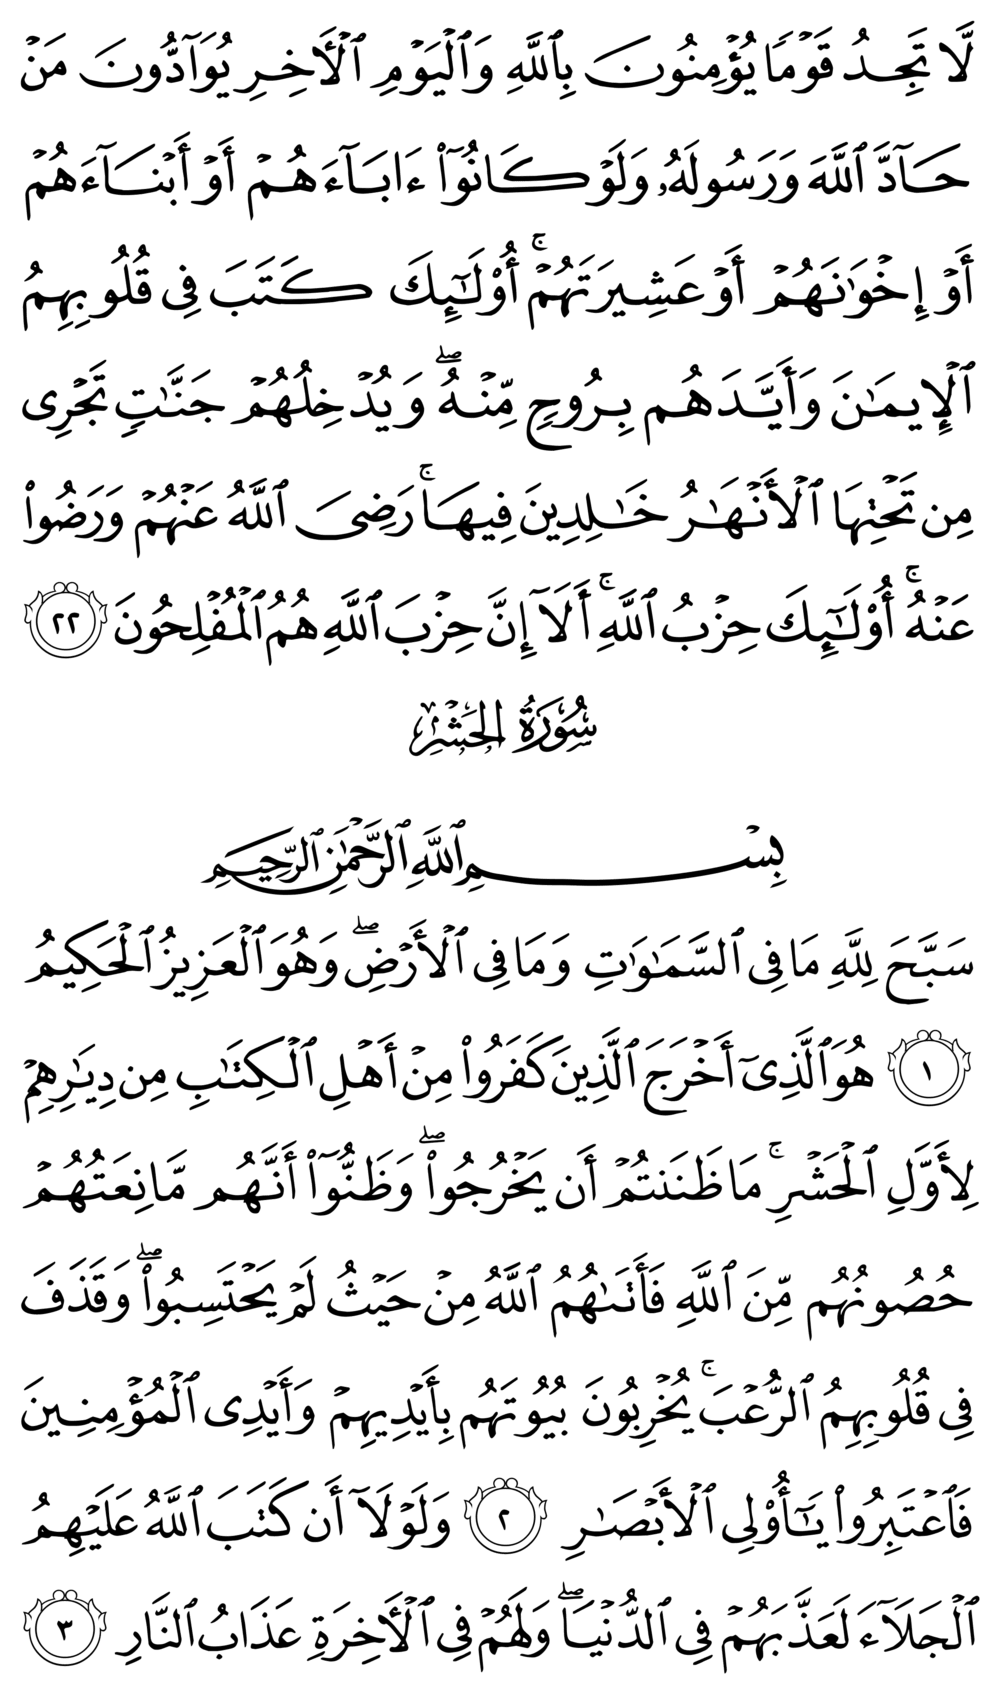 لَّا تَجِدُ قَوۡمٗا يُؤۡمِنُونَ بِٱللَّهِ وَٱلۡيَوۡمِ ٱلۡأٓخِرِ يُوَآدُّونَ مَنۡ
حَآدَّ ٱللَّهَ وَرَسُولَهُۥ وَلَوۡ كَانُوٓاْ ءَابَآءَهُمۡ أَوۡ أَبۡنَآءَهُمۡ
أَوۡ إِخۡوَٰنَهُمۡ أَوۡ عَشِيرَتَهُمۡۚ أُوْلَٰٓئِكَ كَتَبَ فِي قُلُوبِهِمُ
ٱلۡإِيمَٰنَ وَأَيَّدَهُم بِرُوحٖ مِّنۡهُۖ وَيُدۡخِلُهُمۡ جَنَّٰتٖ تَجۡرِي
مِن تَحۡتِهَا ٱلۡأَنۡهَٰرُ خَٰلِدِينَ فِيهَاۚ رَضِيَ ٱللَّهُ عَنۡهُمۡ وَرَضُواْ
عَنۡهُۚ أُوْلَٰٓئِكَ حِزۡبُ ٱللَّهِۚ أَلَآ إِنَّ حِزۡبَ ٱللَّهِ هُمُ ٱلۡمُفۡلِحُونَ ٢٢
سُورَةُ الحَشۡرِ
بِسۡمِ ٱللَّهِ ٱلرَّحۡمَٰنِ ٱلرَّحِيمِ
سَبَّحَ لِلَّهِ مَا فِي ٱلسَّمَٰوَٰتِ وَمَا فِي ٱلۡأَرۡضِۖ وَهُوَ ٱلۡعَزِيزُ ٱلۡحَكِيمُ
١ هُوَ ٱلَّذِيٓ أَخۡرَجَ ٱلَّذِينَ كَفَرُواْ مِنۡ أَهۡلِ ٱلۡكِتَٰبِ مِن دِيَٰرِهِمۡ
لِأَوَّلِ ٱلۡحَشۡرِۚ مَا ظَنَنتُمۡ أَن يَخۡرُجُواْۖ وَظَنُّوٓاْ أَنَّهُم مَّانِعَتُهُمۡ
حُصُونُهُم مِّنَ ٱللَّهِ فَأَتَىٰهُمُ ٱللَّهُ مِنۡ حَيۡثُ لَمۡ يَحۡتَسِبُواْۖ وَقَذَفَ
فِي قُلُوبِهِمُ ٱلرُّعۡبَۚ يُخۡرِبُونَ بُيُوتَهُم بِأَيۡدِيهِمۡ وَأَيۡدِي ٱلۡمُؤۡمِنِينَ
فَٱعۡتَبِرُواْ يَٰٓأُوْلِي ٱلۡأَبۡصَٰرِ ٢ وَلَوۡلَآ أَن كَتَبَ ٱللَّهُ عَلَيۡهِمُ
ٱلۡجَلَآءَ لَعَذَّبَهُمۡ فِي ٱلدُّنۡيَاۖ وَلَهُمۡ فِي ٱلۡأٓخِرَةِ عَذَابُ ٱلنَّارِ ٣